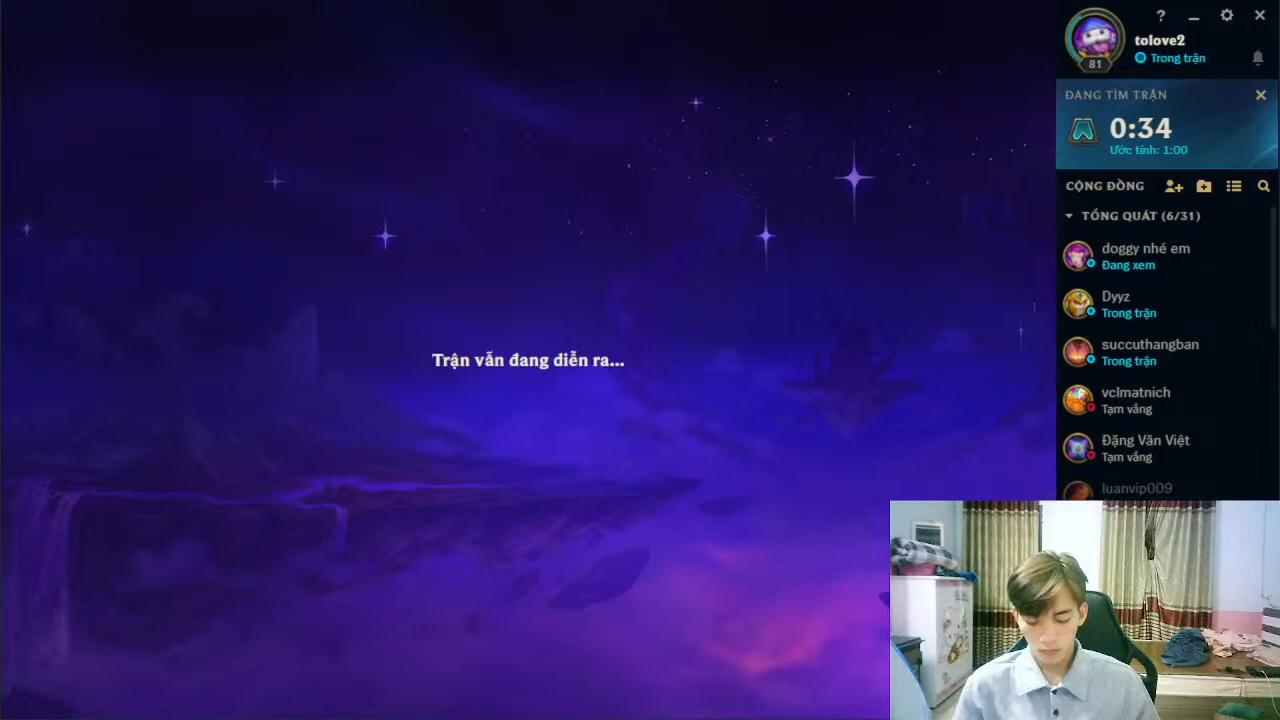 ?
tolove2
81
Trong trận
ĐANG TÌM TRẬN
0:34
Ước tính: 1:00
CỘNG ĐỒNG
TỔNG QUÁT (6/31)
doggy nhé em
Đang xem
Dyyz
Trong trận
succuthangban
Trong trận
vclmatnich
Tạm vắng
Đặng Văn Việt
Tạm vắng
luanvip009
Trận vẫn đang diễn ra...